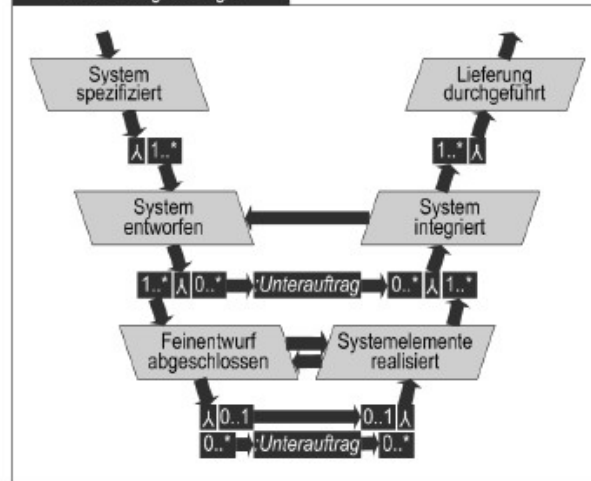 System
spezifiziert
Lieferung
durchgeführt
1..*
1..*
System
entworfen
System
integriert
1..* 0..* :Unterauftrag 0..* 1..*
Feinentwurf
abgeschlossen
Systemelemente
realisiert
0..1 0..1
0..* :Unterauftrag 0..*